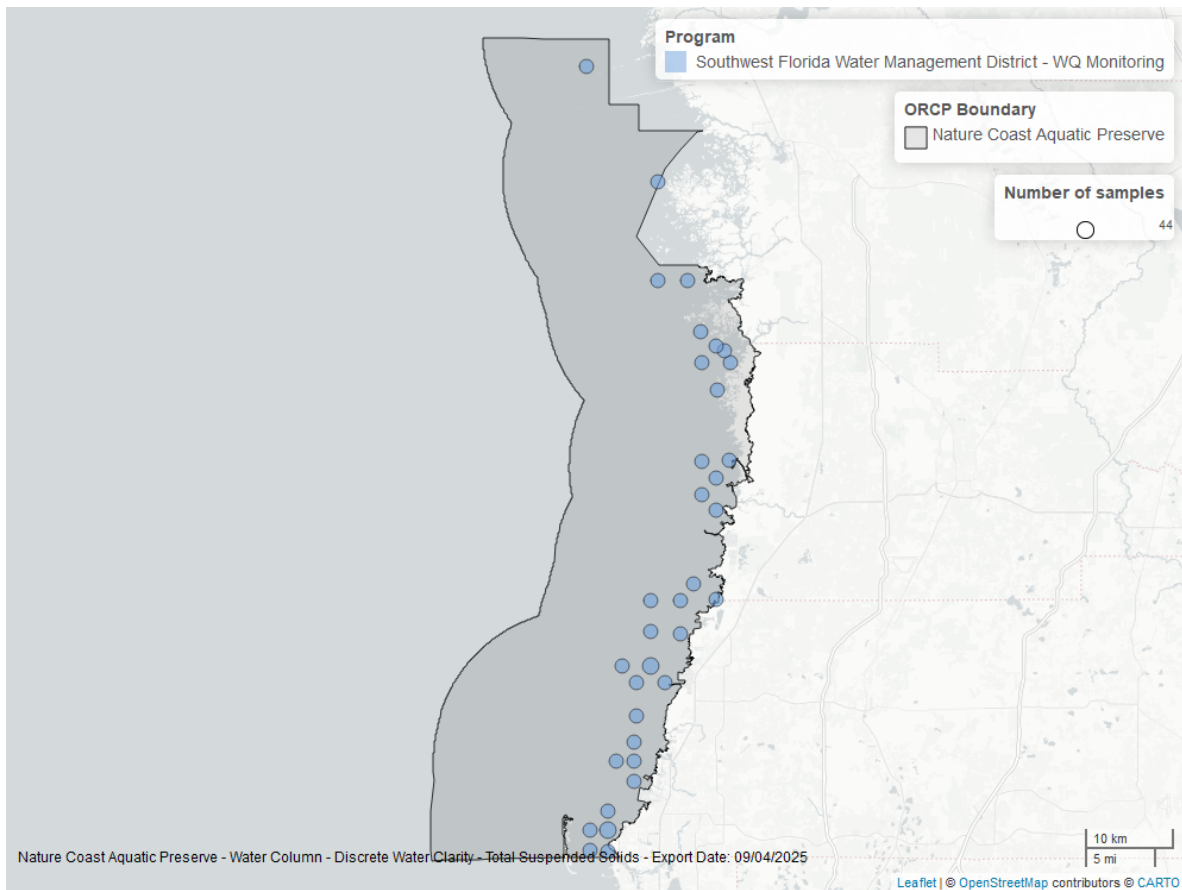 Program
Southwest Florida Water Management District - WQ Monitoring
ORCP Boundary
Nature Coast Aquatic Preserve
Number of samples
44
10 km
5 mi
Nature Coast Aquatic Preserve - Water Column - Discrete Water Clarity - Total Suspended Solids - Export Date: 09/04/2025
Leaflet | © OpenStreetMap contributors © CARTO